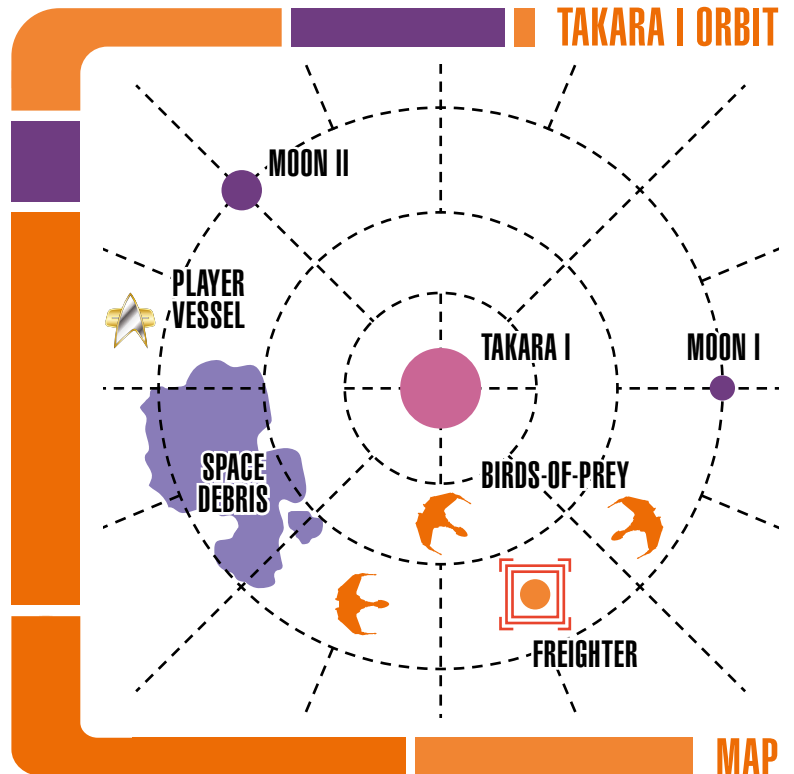 TAKARA I ORBIT
MOON II
PLAYER
VESSEL
TAKARA I
MOON I
SPACE
DEBRIS
BIRDS-OF-PREY
FREIGHTER
MAP